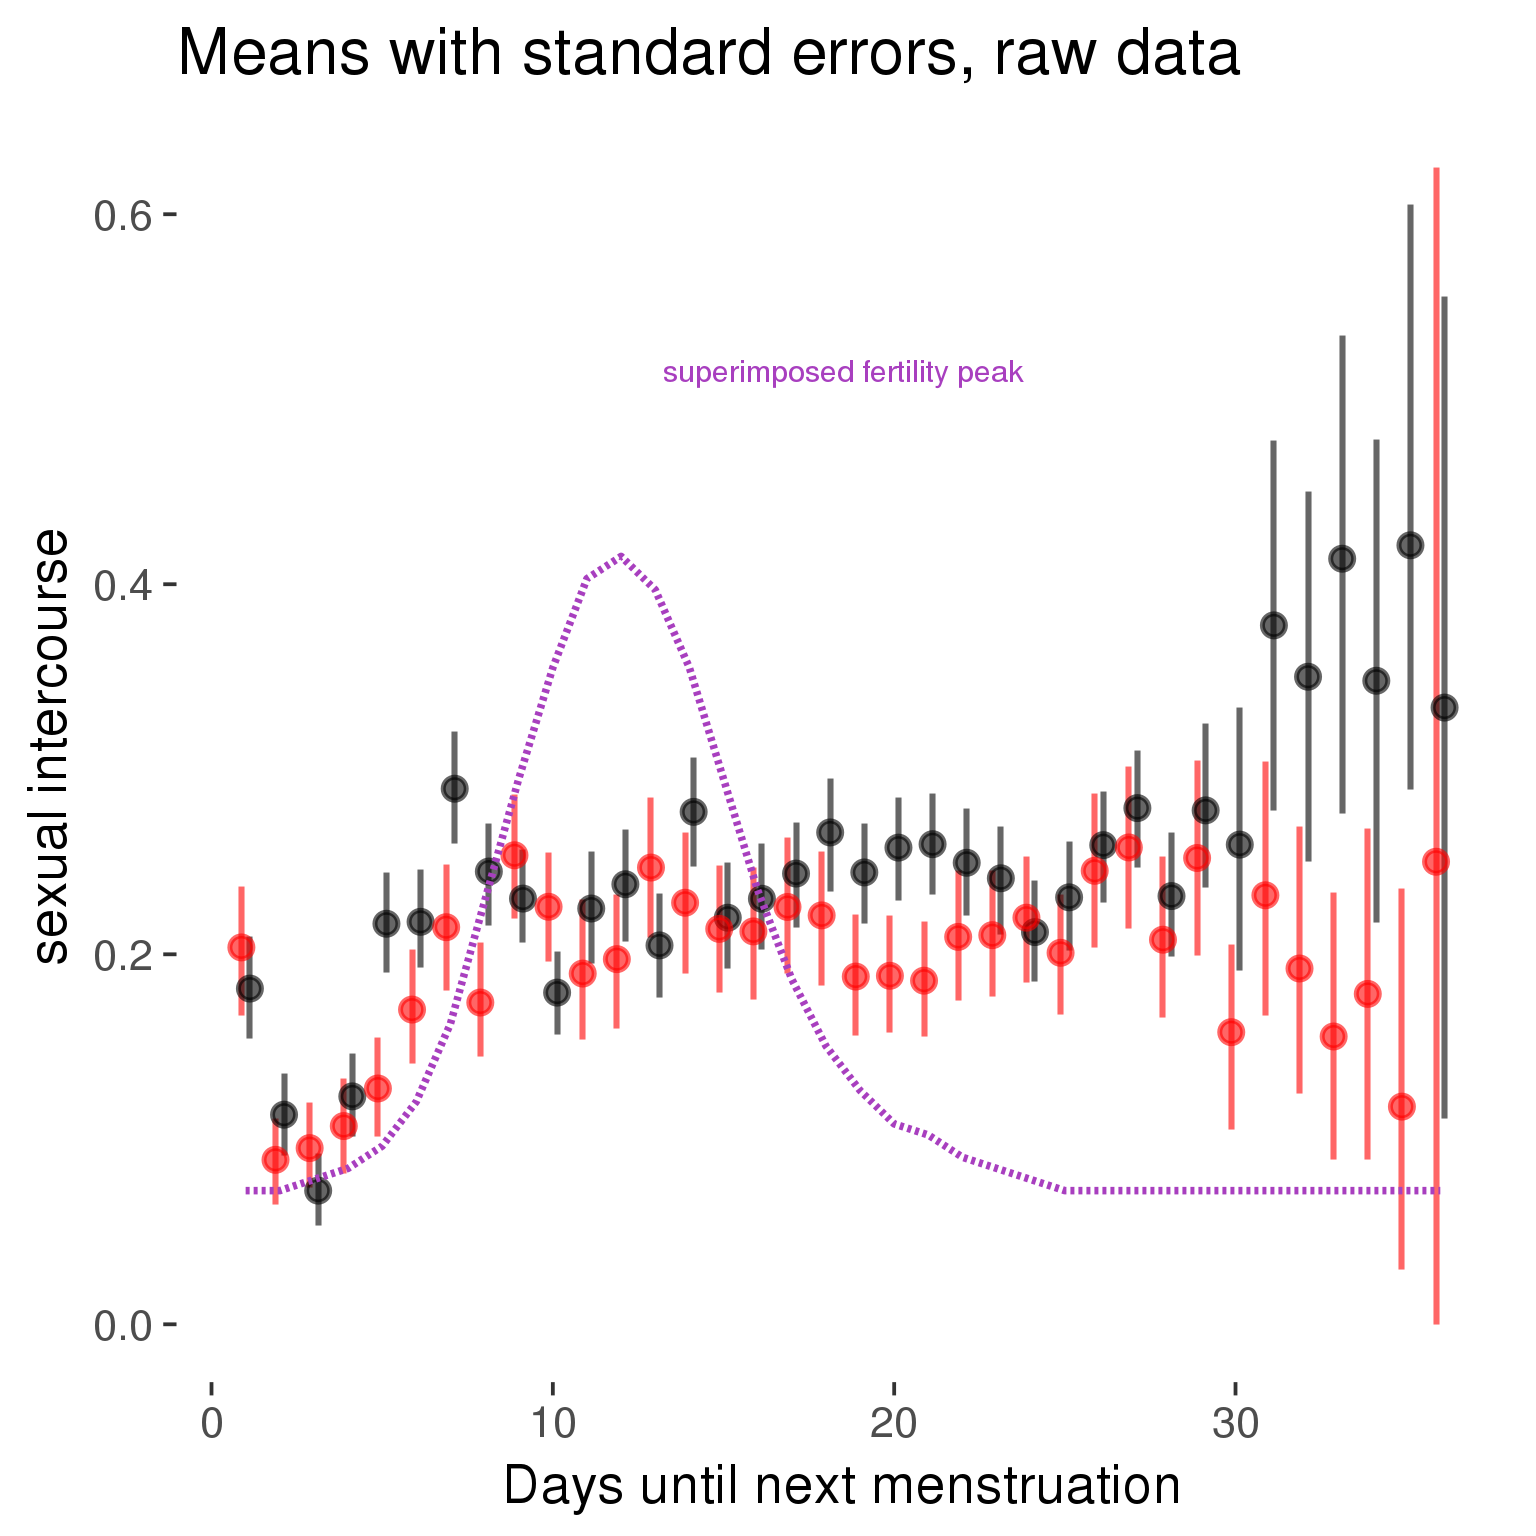 Means with standard errors, raw data
0.6
superimposed fertility peak
0.4
sexual intercourse
0.2
0.0
0 10 20 30
Days until next menstruation